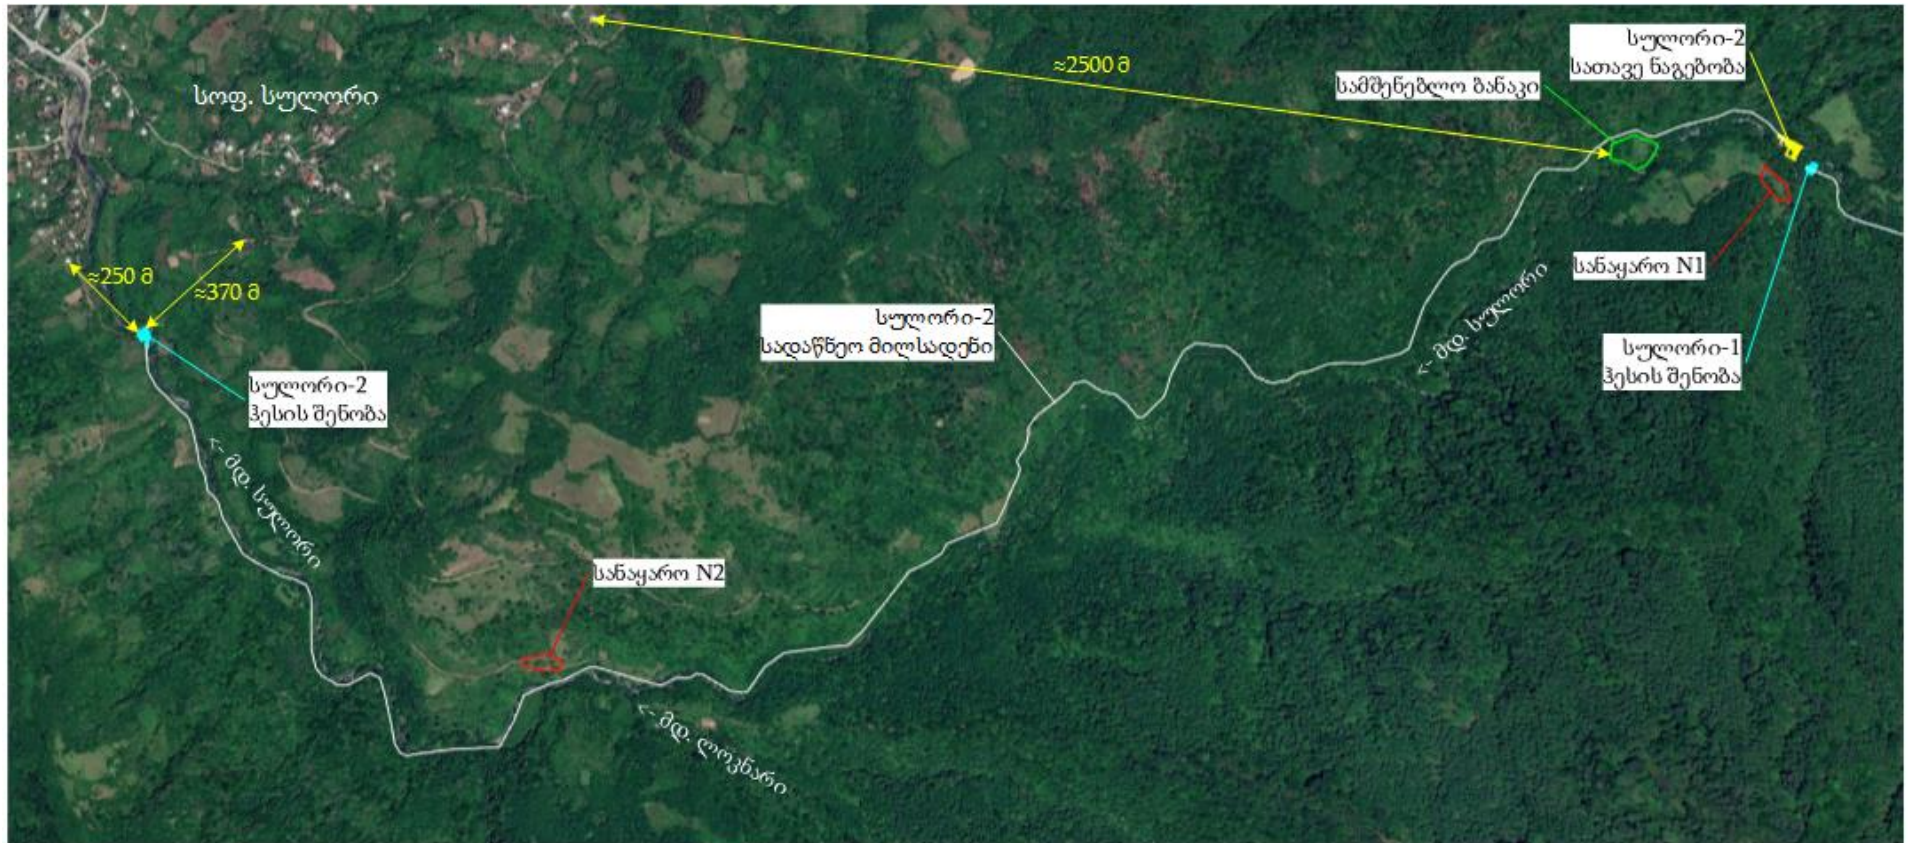 ≈2500 მ
სულორი-2
სათავე ნაგებობა
სამშენებლო ბანაკი
სოფ. სულორი
≈250 მ
≈370 მ
სანაყარო N1
<- მდ. სულორი
სულორი-2
სადაწნეო მილსადენი
სულორი-1
ჰესის შენობა
სულორი-2
ჰესის შენობა
<- მდ. სულორი
სანაყარო N2
<- მდ. ლოკნარი